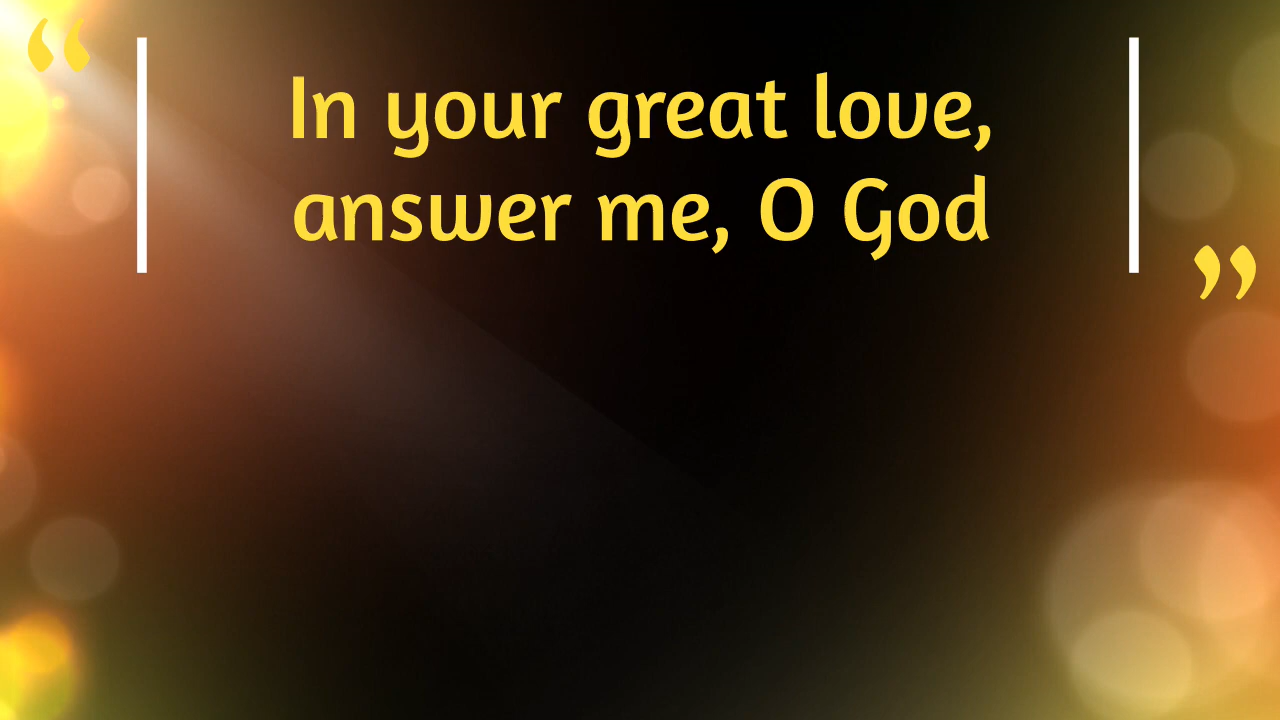 “
In your great love,
answer me, O God
”